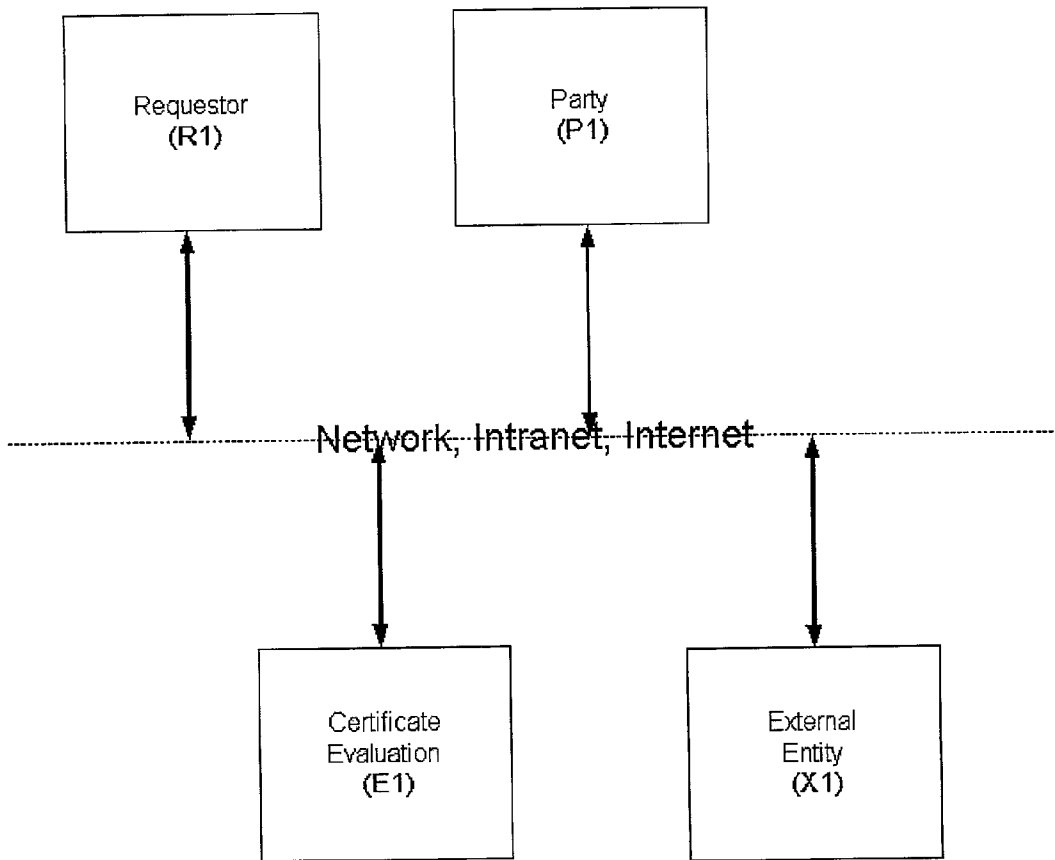 Requestor
(R1)
Party
(P1)
Network, Intranet, Internet
Certificate
Evaluation
(E1)
External
Entity
(X1)